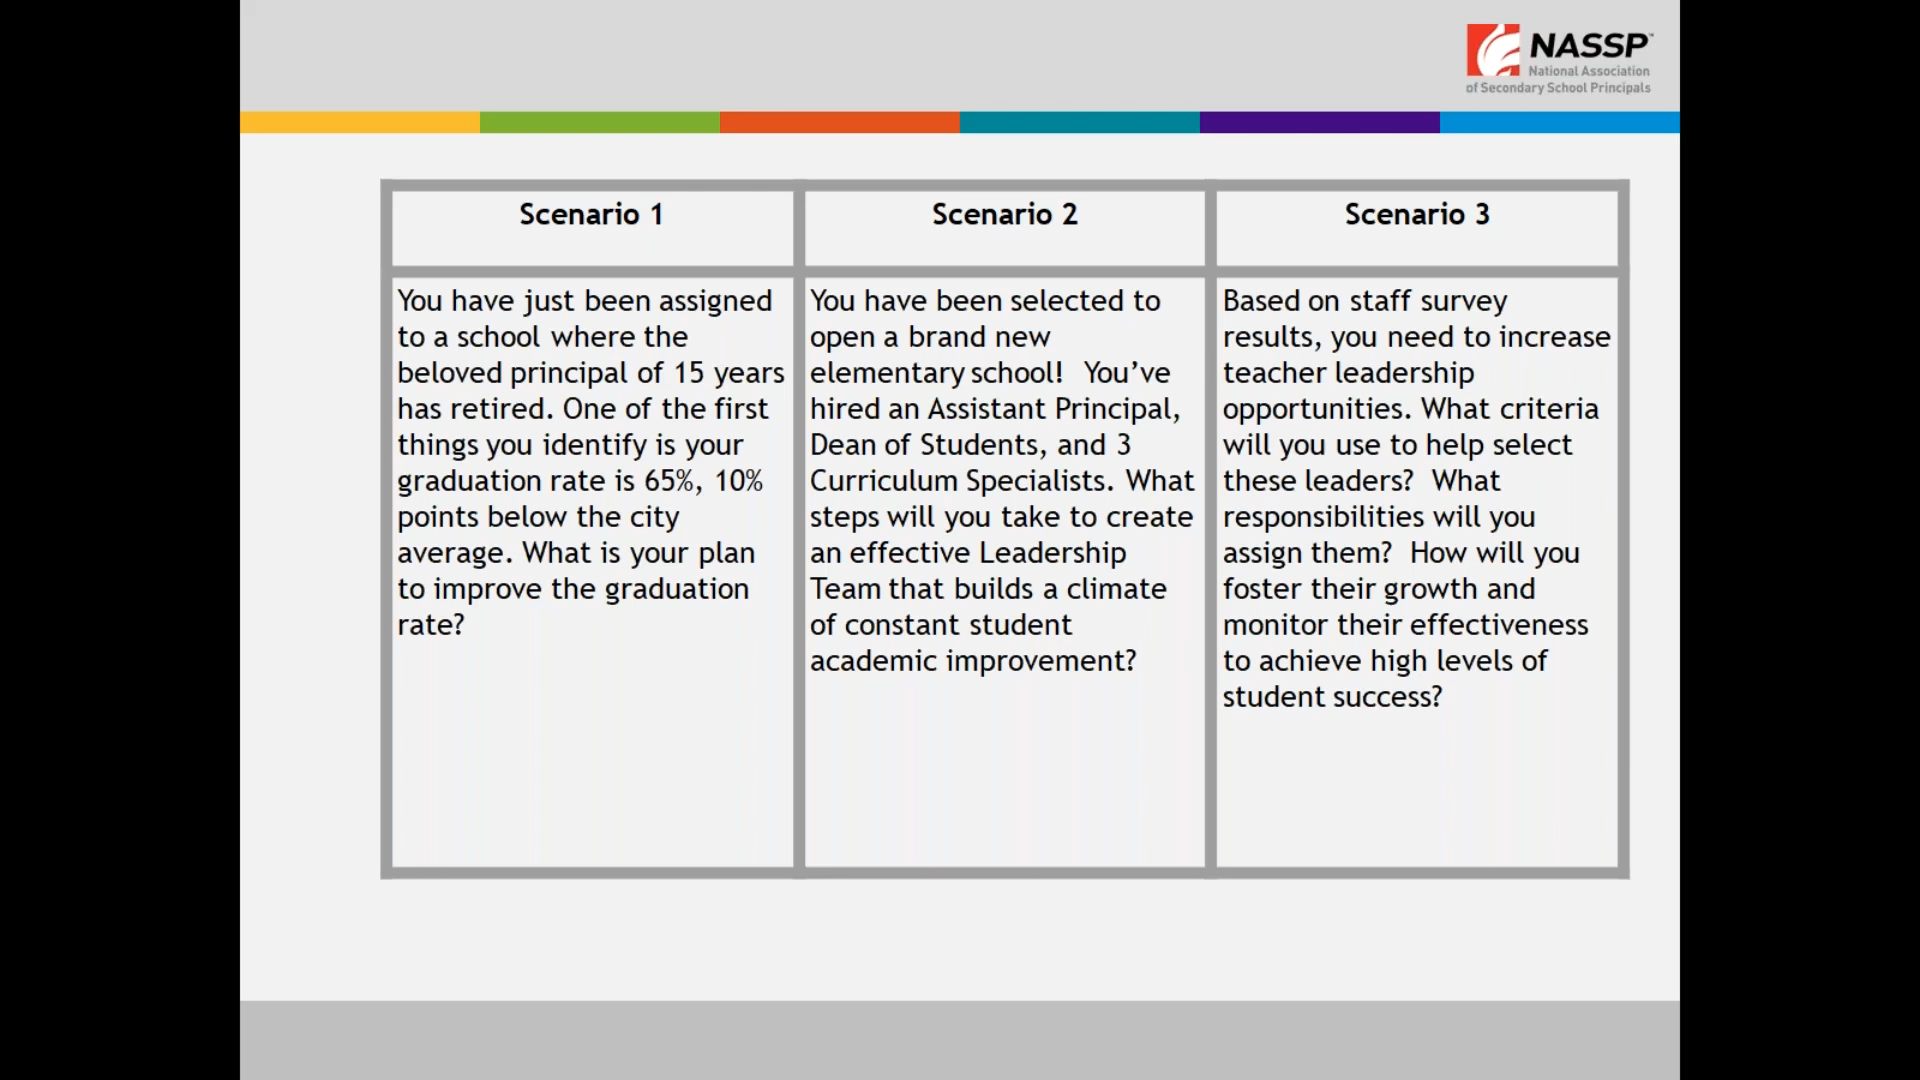 NASSP™
National Association
of Secondary School Principals
Scenario 1
You have just been assigned
to a school where the
beloved principal of 15 years
has retired. One of the first
things you identify is your
graduation rate is 65%, 10%
points below the city
average. What is your plan
to improve the graduation
rate?
Scenario 2
You have been selected to
open a brand new
elementary school!  You’ve
hired an Assistant Principal,
Dean of Students, and 3
Curriculum Specialists. What
steps will you take to create
an effective Leadership
Team that builds a climate
of constant student
academic improvement?
Scenario 3
Based on staff survey
results, you need to increase
teacher leadership
opportunities. What criteria
will you use to help select
these leaders?  What
responsibilities will you
assign them?  How will you
foster their growth and
monitor their effectiveness
to achieve high levels of
student success?